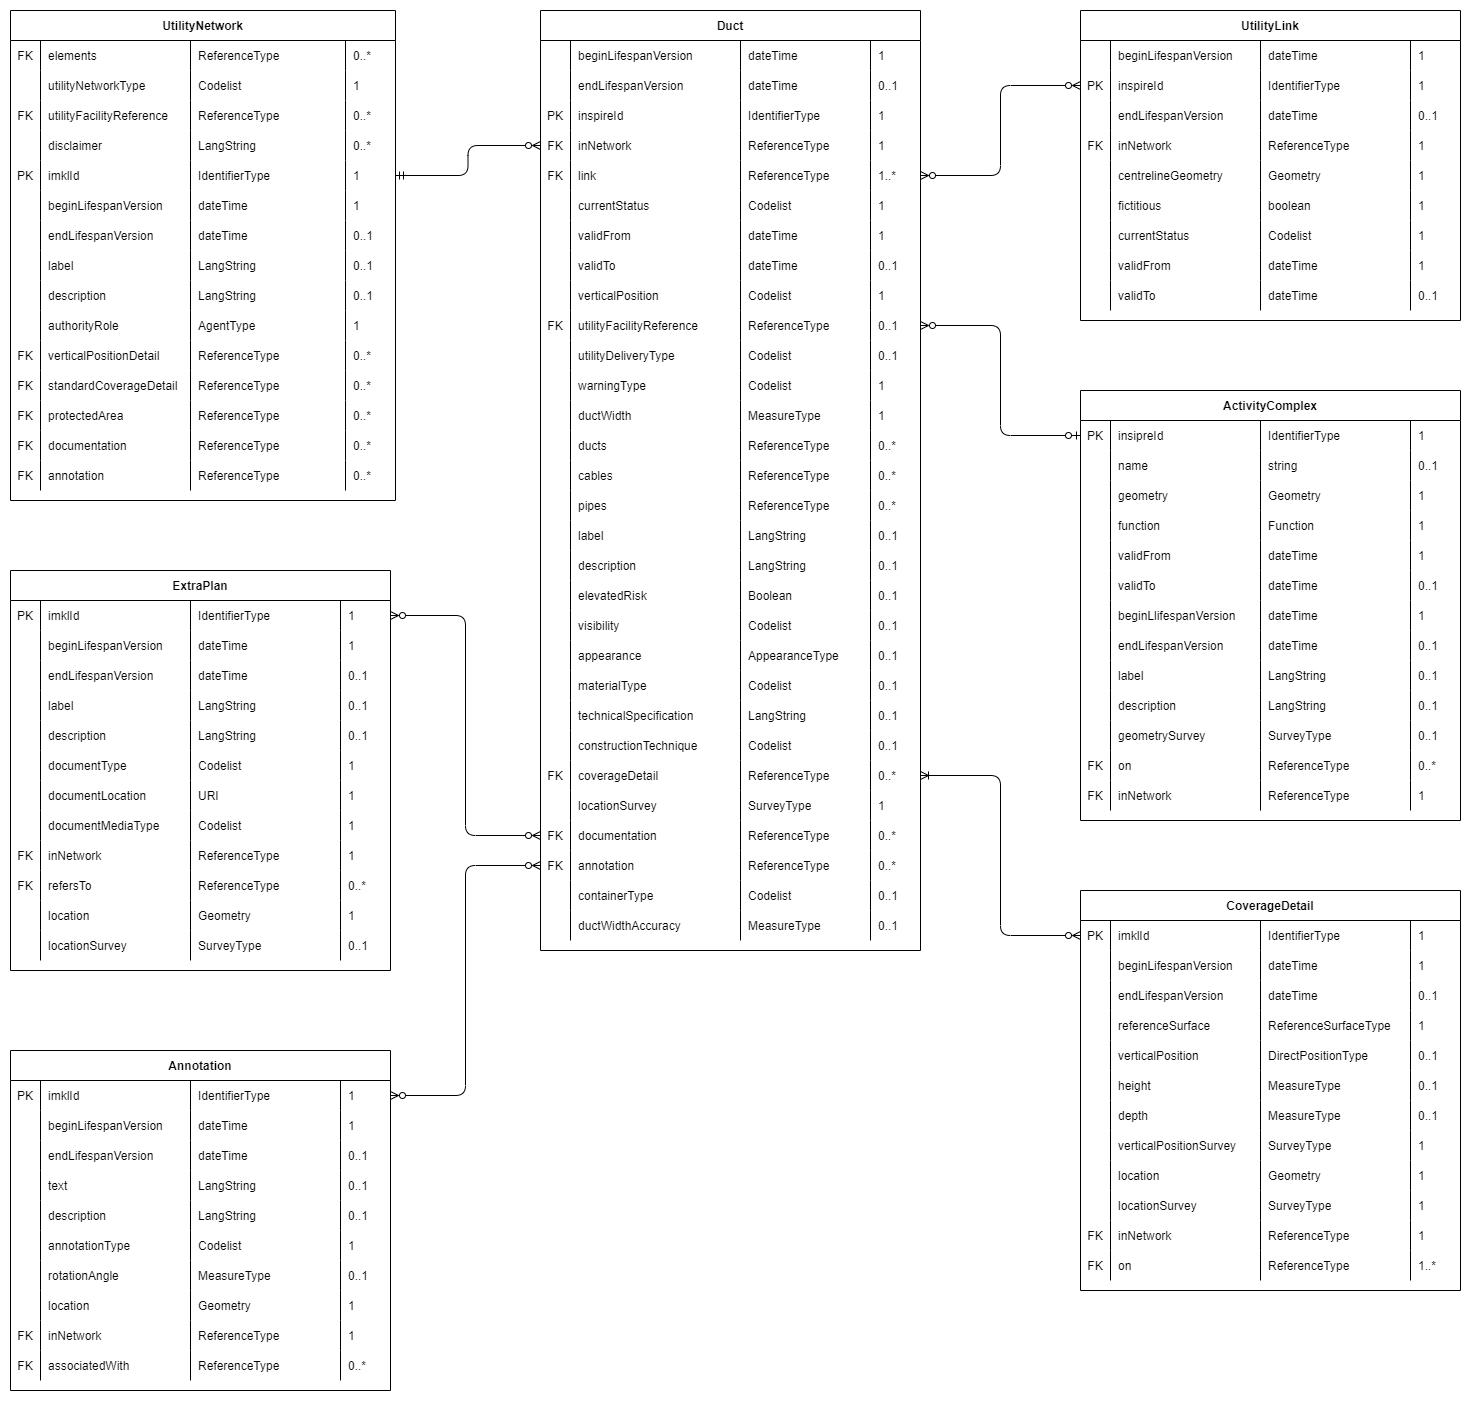 UtilityNetwork
FK elements ReferenceType 0..*
utilityNetworkType Codelist 1
FK utilityFacilityReference ReferenceType 0..*
disclaimer LangString 0..*
PK imklId IdentifierType 1
beginLifespanVersion dateTime 1
endLifespanVersion dateTime 0..1
label LangString 0..1
description LangString 0..1
authorityRole AgentType 1
FK verticalPositionDetail ReferenceType 0..*
FK standardCoverageDetail ReferenceType 0..*
FK protectedArea ReferenceType 0..*
FK documentation ReferenceType 0..*
FK annotation ReferenceType 0..*
ExtraPlan
PK imklId IdentifierType 1
beginLifespanVersion dateTime 1
endLifespanVersion dateTime 0..1
label LangString 0..1
description LangString 0..1
documentType Codelist 1
documentLocation URI 1
documentMediaType Codelist 1
FK inNetwork ReferenceType 1
FK refersTo ReferenceType 0..*
location Geometry 1
locationSurvey SurveyType 0..1
Annotation
PK imklId IdentifierType 1
beginLifespanVersion dateTime 1
endLifespanVersion dateTime 0..1
text LangString 0..1
description LangString 0..1
annotationType Codelist 1
rotationAngle MeasureType 0..1
location Geometry 1
FK inNetwork ReferenceType 1
FK associatedWith ReferenceType 0..*
Duct
beginLifespanVersion dateTime 1
endLifespanVersion dateTime 0..1
PK inspireId IdentifierType 1
FK inNetwork ReferenceType 1
FK link ReferenceType 1..*
currentStatus Codelist 1
validFrom dateTime 1
validTo dateTime 0..1
verticalPosition Codelist 1
FK utilityFacilityReference ReferenceType 0..1
utilityDeliveryType Codelist 0..1
warningType Codelist 1
ductWidth MeasureType 1
ducts ReferenceType 0..*
cables ReferenceType 0..*
pipes ReferenceType 0..*
label LangString 0..1
description LangString 0..1
elevatedRisk Boolean 0..1
visibility Codelist 0..1
appearance AppearanceType 0..1
materialType Codelist 0..1
technicalSpecification LangString 0..1
constructionTechnique Codelist 0..1
FK coverageDetail ReferenceType 0..*
locationSurvey SurveyType 1
FK documentation ReferenceType 0..*
FK annotation ReferenceType 0..*
containerType Codelist 0..1
ductWidthAccuracy MeasureType 0..1
UtilityLink
beginLifespanVersion dateTime 1
PK inspireId IdentifierType 1
endLifespanVersion dateTime 0..1
FK inNetwork ReferenceType 1
centrelineGeometry Geometry 1
fictitious boolean 1
currentStatus Codelist 1
validFrom dateTime 1
validTo dateTime 0..1
ActivityComplex
PK insipreId IdentifierType 1
name string 0..1
geometry Geometry 1
function Function 1
validFrom dateTime 1
validTo dateTime 0..1
beginLlifespanVersion dateTime 1
endLifespanVersion dateTime 0..1
label LangString 0..1
description LangString 0..1
geometrySurvey SurveyType 0..1
FK on ReferenceType 0..*
FK inNetwork ReferenceType 1
CoverageDetail
PK imklId IdentifierType 1
beginLifespanVersion dateTime 1
endLifespanVersion dateTime 0..1
referenceSurface ReferenceSurfaceType 1
verticalPosition DirectPositionType 0..1
height MeasureType 0..1
depth MeasureType 0..1
verticalPositionSurvey SurveyType 1
location Geometry 1
locationSurvey SurveyType 1
FK inNetwork ReferenceType 1
FK on ReferenceType 1..*